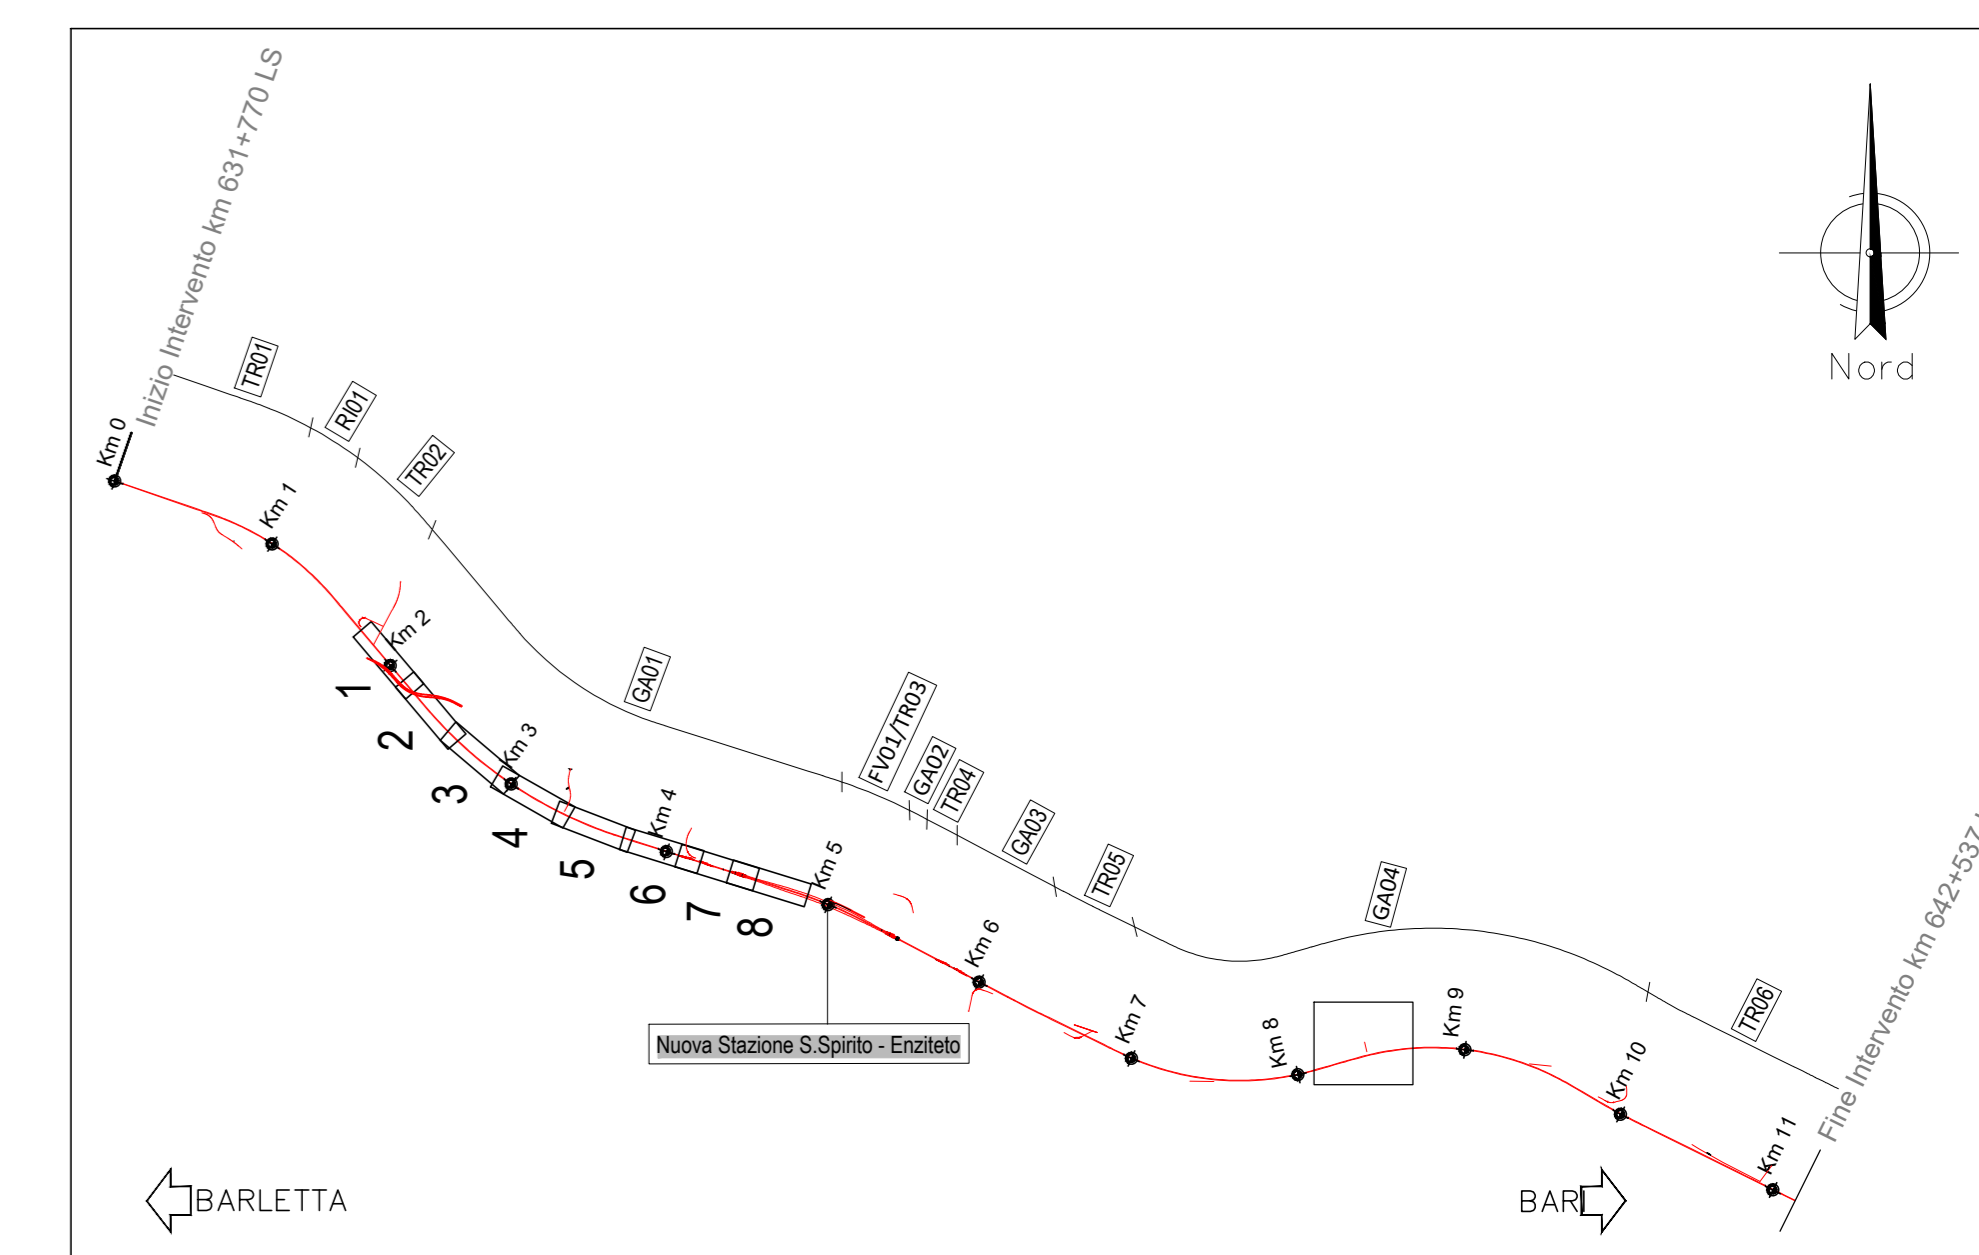 Inizio Intervento km 631+770 LS
TR01
RI01
TR02
GA01
FV01/TR03
GA02
TR04
GA03
TR05
GA04
TR06
Nord
Km 0
Km 1
Km 2
Km 3
Km 4
Km 5
Km 6
Km 7
Km 8
Km 9
Km 10
Km 11
1
2
3
4
5
6
7
8
Nuova Stazione S.Spirito - Enziteto
Fine Intervento km 642+537
BARLETTA
BARI